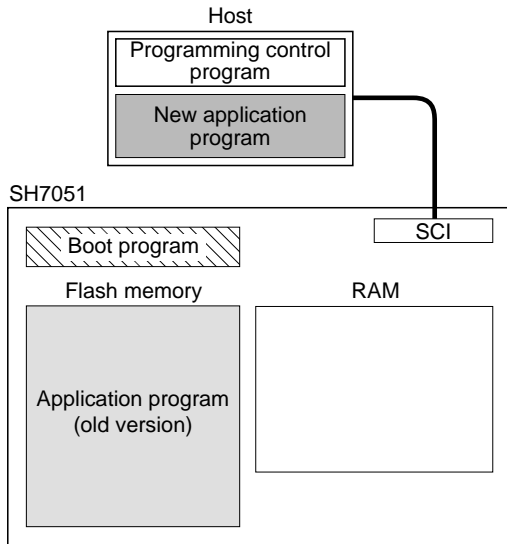 Host
Programming control
program
New application
program
SH7051
SCI
Boot program
Flash memory
RAM
Application program
(old version)